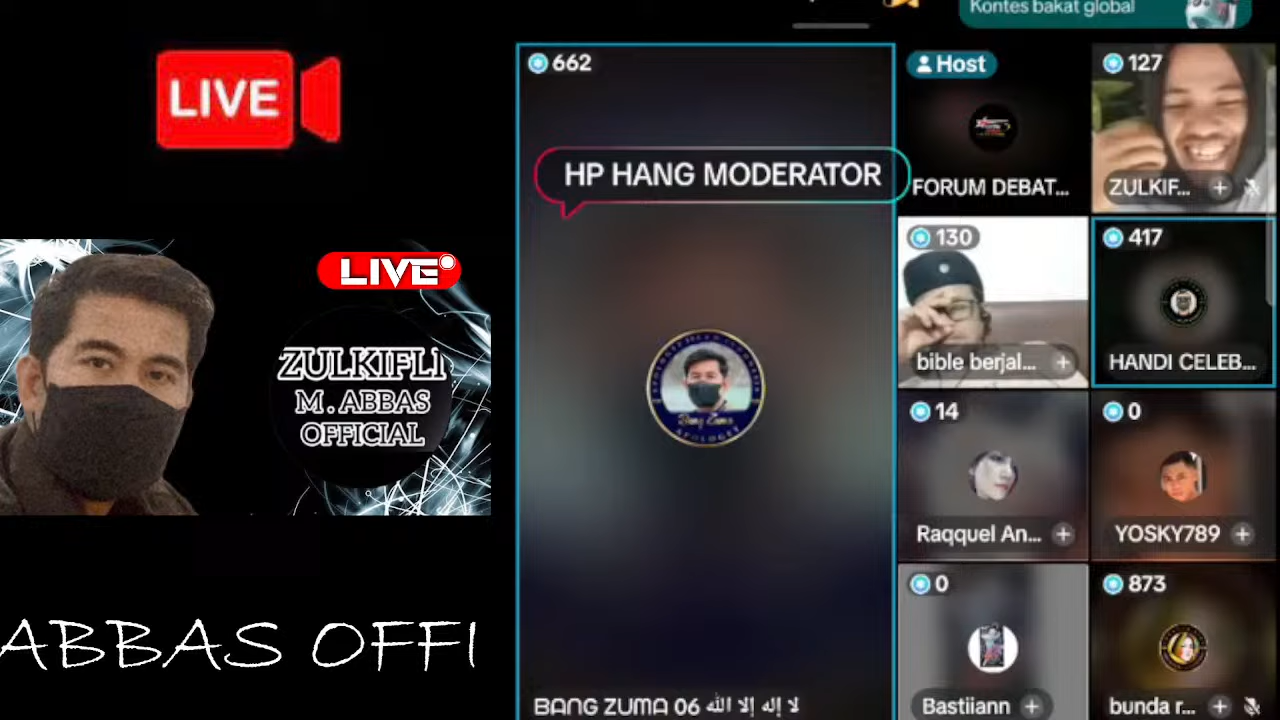 Kontes bakat global
LIVE
662
HP HANG MODERATOR
Host
FORUM DEBAT...
127
ZULKIF...
130
bible berjal...
417
HANDI CELEB...
LIVE
ZULKIFLI
M . ABBAS
OFFICIAL
14
Raqquel An...
0
YOSKY789
0
Bastiiann
873
bunda r...
ABBAS OFFI
BANG ZUMA 06 لا إله إلا الله